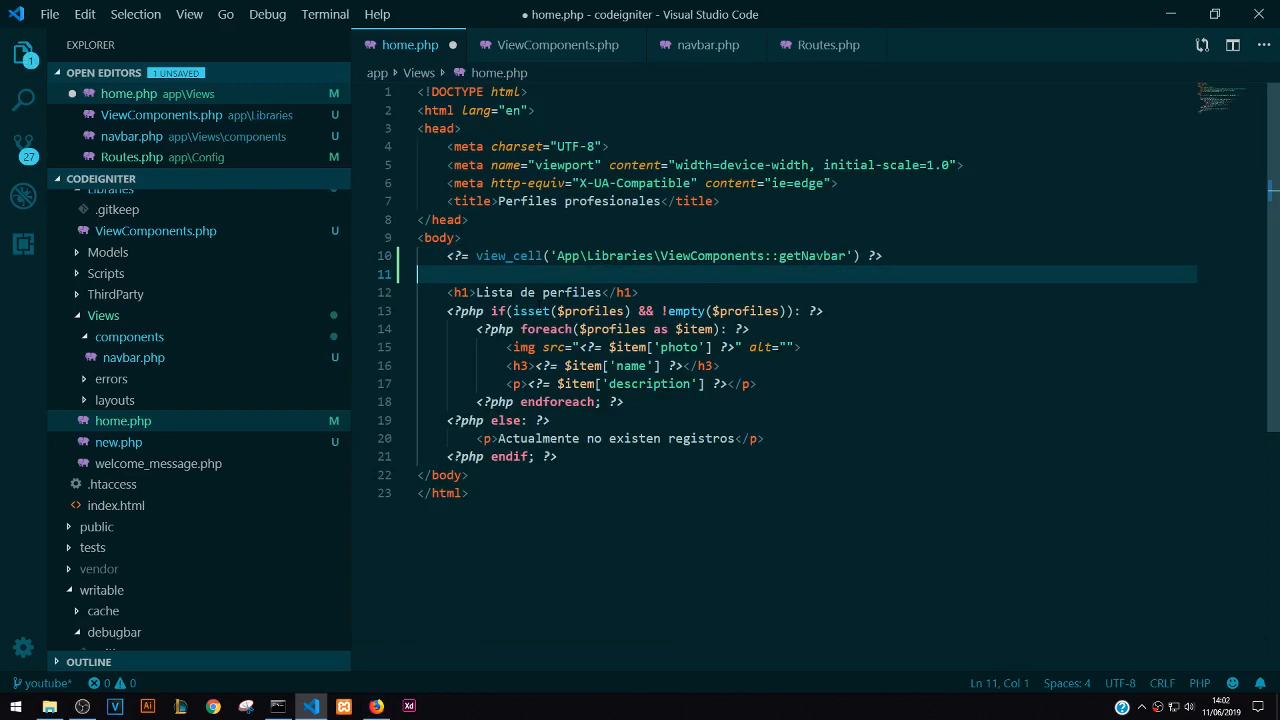 File Edit Selection View Go Debug Terminal Help
● home.php - codeigniter - Visual Studio Code
EXPLORER
OPEN EDITORS 1 UNSAVED
home.php app\Views M
ViewComponents.php app\Libraries U
navbar.php app\Views\components U
Routes.php app\Config M
CODEIGNITER
Libraries
.gitkeep
ViewComponents.php U
Models
Scripts
ThirdParty
Views
components
navbar.php U
errors
layouts
home.php M
new.php U
welcome_message.php
.htaccess
index.html
public
tests
vendor
writable
cache
debugbar
OUTLINE
1
27
home.php ViewComponents.php navbar.php Routes.php
app Views home.php
1 <!DOCTYPE html>
2 <html lang="en">
3 <head>
4 <meta charset="UTF-8">
5 <meta name="viewport" content="width=device-width, initial-scale=1.0">
6 <meta http-equiv="X-UA-Compatible" content="ie=edge">
7 <title>Perfiles profesionales</title>
8 </head>
9 <body>
10 <?= view_cell('App\Libraries\ViewComponents::getNavbar') ?>
11
12 <h1>Lista de perfiles</h1>
13 <?php if(isset($profiles) && !empty($profiles)): ?>
14 <?php foreach($profiles as $item): ?>
15 <img src="<?= $item['photo'] ?>" alt="">
16 <h3><?= $item['name'] ?></h3>
17 <p><?= $item['description'] ?></p>
18 <?php endforeach; ?>
19 <?php else: ?>
20 <p>Actualmente no existen registros</p>
21 <?php endif; ?>
22 </body>
23 </html>
youtube* 0 0 Ln 11, Col 1 Spaces: 4 UTF-8 CRLF PHP
V Ai Xd
14:02
11/06/2019